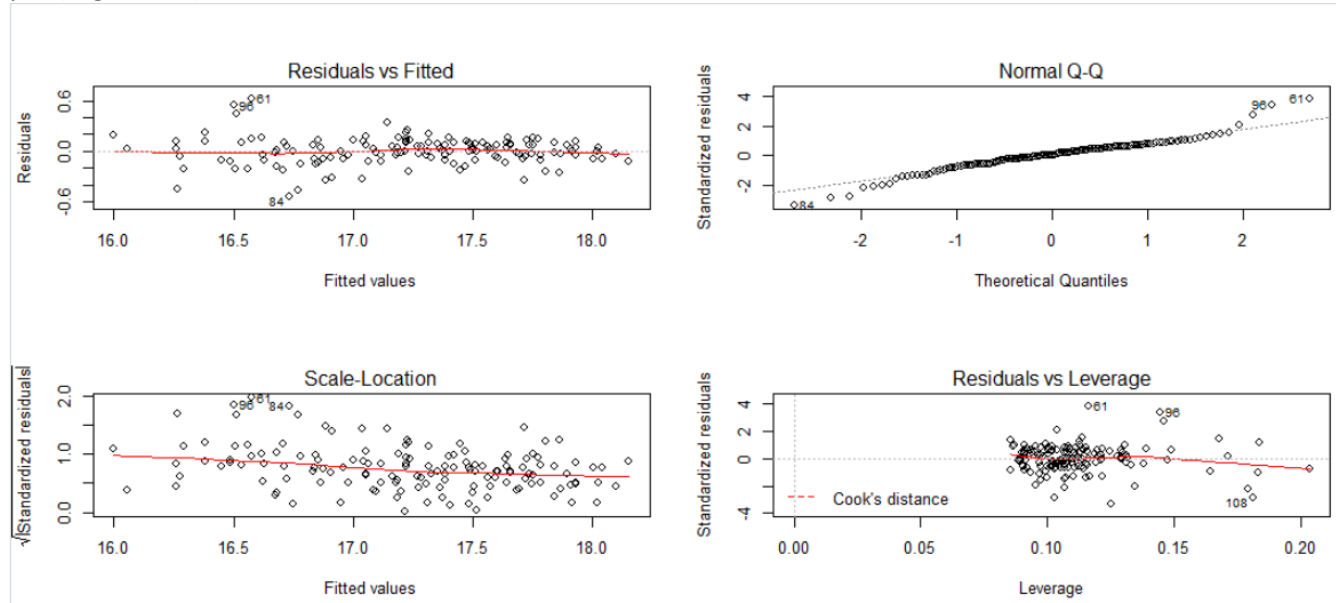 Residuals vs Fitted
Residuals
0.6
0.0
-0.6
96
61
84
16.0 16.5 17.0 17.5 18.0
Fitted values
Normal Q-Q
Standardized residuals
4
2
0
-2
96
61
84
-2 -1 0 1 2
Theoretical Quantiles
Scale-Location
√|Standardized residuals|
2.0
1.0
0.0
96
61
84
16.0 16.5 17.0 17.5 18.0
Fitted values
Residuals vs Leverage
Standardized residuals
4
2
0
-4
61
96
108
Cook's distance
0.00 0.05 0.10 0.15 0.20
Leverage